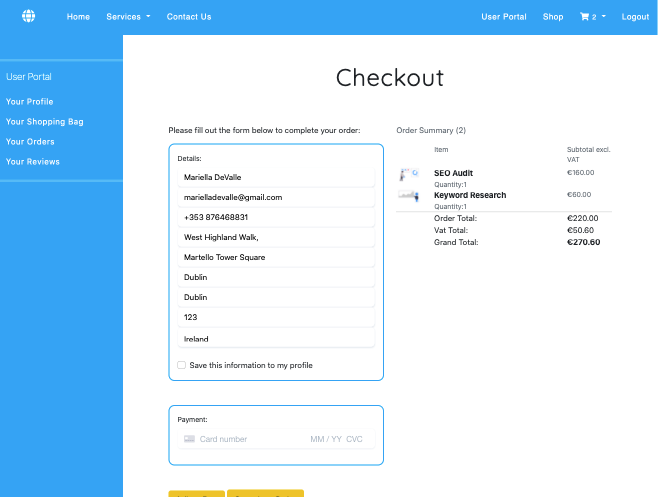 Home Services Contact Us User Portal Shop 2 Logout
User Portal
Your Profile
Your Shopping Bag
Your Orders
Your Reviews
Checkout
Please fill out the form below to complete your order:
Details:
Mariella DeValle
marielladevalle@gmail.com
+353 876468831
West Highland Walk,
Martello Tower Square
Dublin
Dublin
123
Ireland
Save this information to my profile
Payment:
Card number MM / YY CVC
Order Summary (2)
Item Subtotal excl.
VAT
SEO Audit €160.00
Quantity:1
Keyword Research €60.00
Quantity:1
Order Total: €220.00
Vat Total: €50.60
Grand Total: €270.60